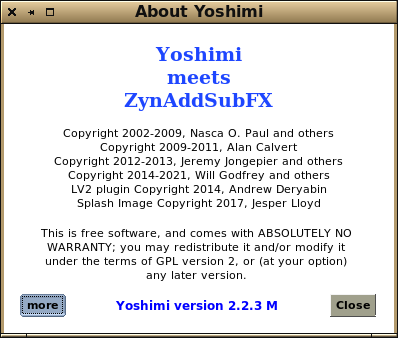 About Yoshimi
Yoshimi
meets
ZynAddSubFX
Copyright 2002-2009, Nasca O. Paul and others
Copyright 2009-2011, Alan Calvert
Copyright 2012-2013, Jeremy Jongepier and others
Copyright 2014-2021, Will Godfrey and others
LV2 plugin Copyright 2014, Andrew Deryabin
Splash Image Copyright 2017, Jesper Lloyd
This is free software, and comes with ABSOLUTELY NO
WARRANTY; you may redistribute it and/or modify it
under the terms of GPL version 2, or (at your option)
any later version.
more Yoshimi version 2.2.3 M Close